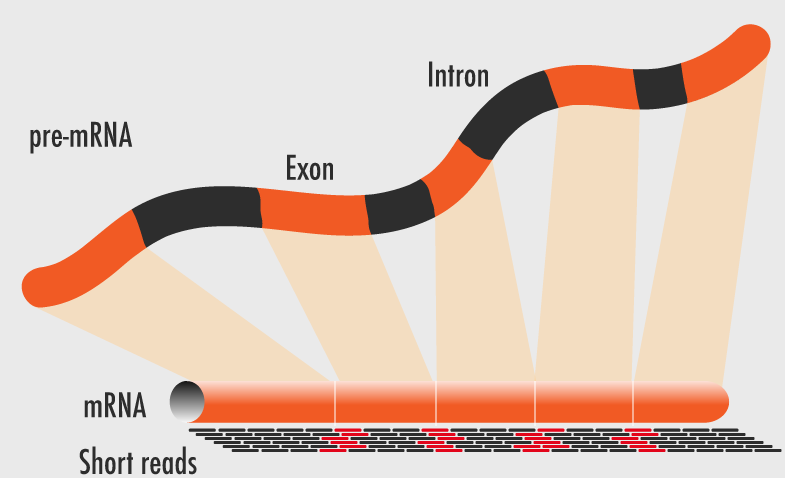 Intron
pre-mRNA
Exon
mRNA
Short reads